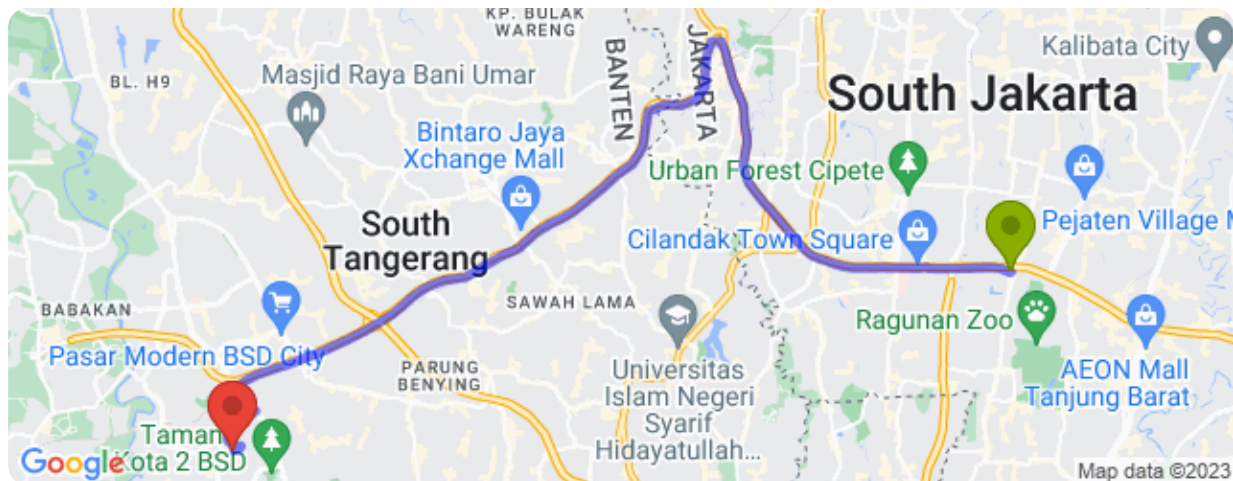 KP. BULAK
WARENG
BANTEN
JAKARTA
Kalibata City
BL. H9
Masjid Raya Bani Umar
South Jakarta
Bintaro Jaya
Xchange Mall
Urban Forest Cipete
South
Tangerang
Cilandak Town Square
Pejaten Village M
BABAKAN
SAWAH LAMA
Ragunan Zoo
Pasar Modern BSD City
PARUNG
BENYING
Universitas
Islam Negeri
Syarif
Hidayatullah...
AEON Mall
Tanjung Barat
Taman
Kota 2 BSD
Google
Map data ©2023